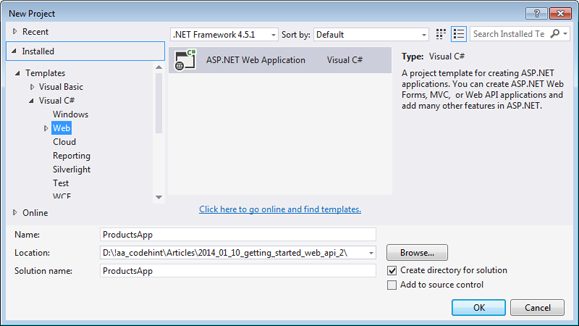 New Project
Recent
.NET Framework 4.5.1
Sort by:
Default
Search Installed Te
Installed
Templates
Visual Basic
Visual C#
Windows
Web
Cloud
Reporting
Silverlight
Test
WCF
Online
ASP.NET Web Application
Visual C#
Type: Visual C#
A project template for creating ASP.NET
applications. You can create ASP.NET Web
Forms, MVC, or Web API applications and
add many other features in ASP.NET.
Click here to go online and find templates.
Name:
ProductsApp
Location:
D:\!aa_codehint\Articles\2014_01_10_getting_started_web_api_2\
Browse...
Solution name:
ProductsApp
Create directory for solution
Add to source control
OK
Cancel